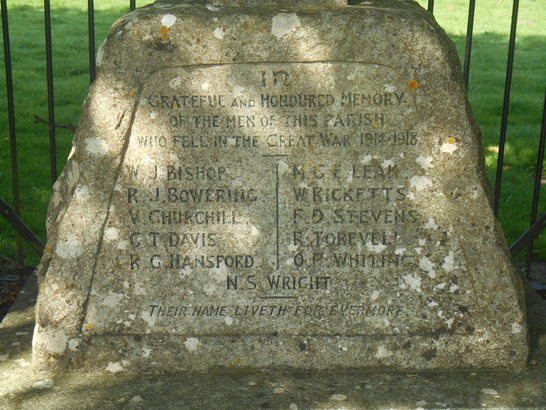 IN
GRATEFUL AND HONOURED MEMORY
OF THE MEN OF THIS PARISH
WHO FELL IN THE GREAT WAR 1914-1918.
W. J. BISHOP.
R. J. BOWERING.
V. CHURCHILL.
C. T. DAVIS.
R. G. HANSFORD.
M. G. E. LEAK.
W. RICKETTS.
F. D. STEVENS.
R. TOREVELL.
O. P. WHITING.
N. S. WRIGHT.
THEIR NAME LIVETH FOR EVERMORE.